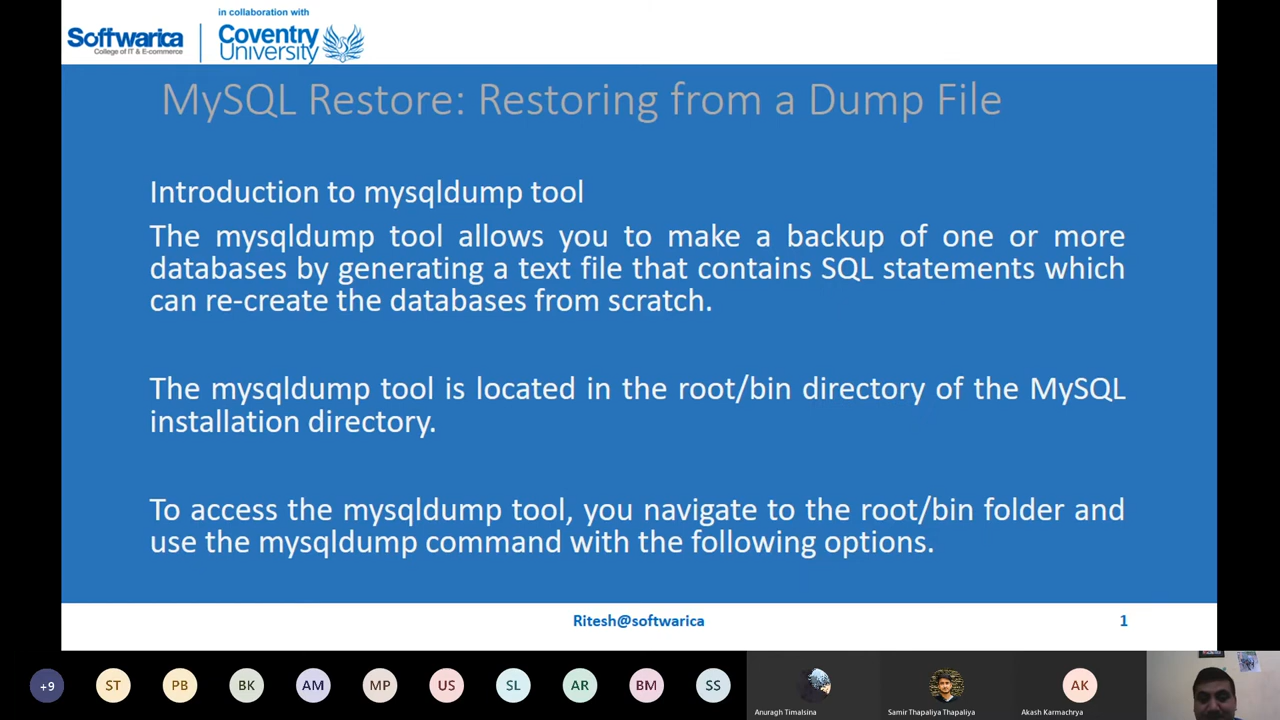 in collaboration with
Softwarica
College of IT & E-commerce
Coventry
University
MySQL Restore: Restoring from a Dump File
Introduction to mysqldump tool
The mysqldump tool allows you to make a backup of one or more
databases by generating a text file that contains SQL statements which
can re-create the databases from scratch.
The mysqldump tool is located in the root/bin directory of the MySQL
installation directory.
To access the mysqldump tool, you navigate to the root/bin folder and
use the mysqldump command with the following options.
Ritesh@softwarica
1
+9
ST
PB
BK
AM
MP
US
SL
AR
BM
SS
AK
Anuragh Timalsina
Samir Thapaliya Thapaliya
Akash Karmachrya